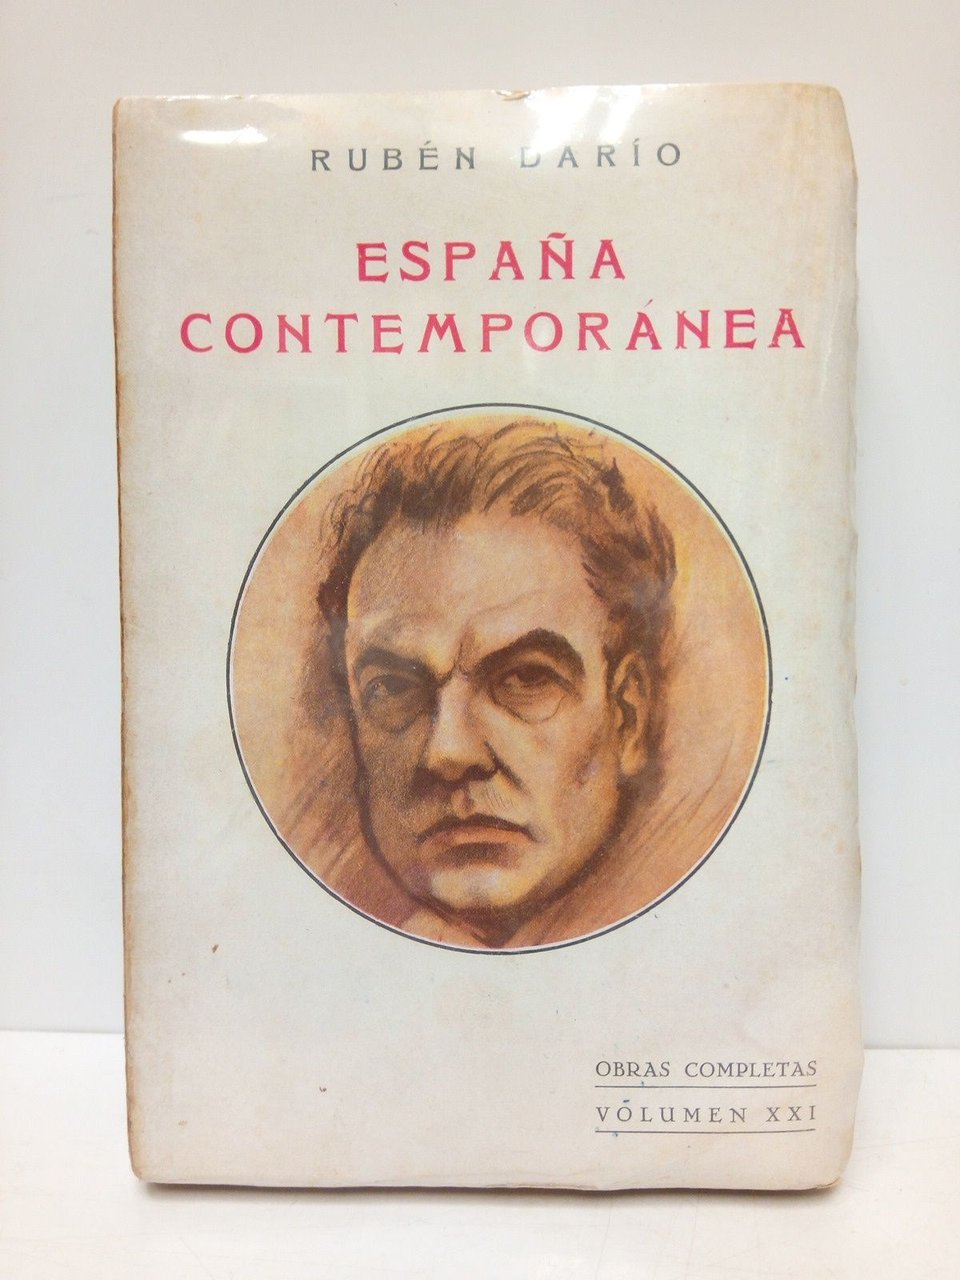 RUBÉN DARÍO
ESPAÑA
CONTEMPORÁNEA
OBRAS COMPLETAS
VOLUMEN XXI